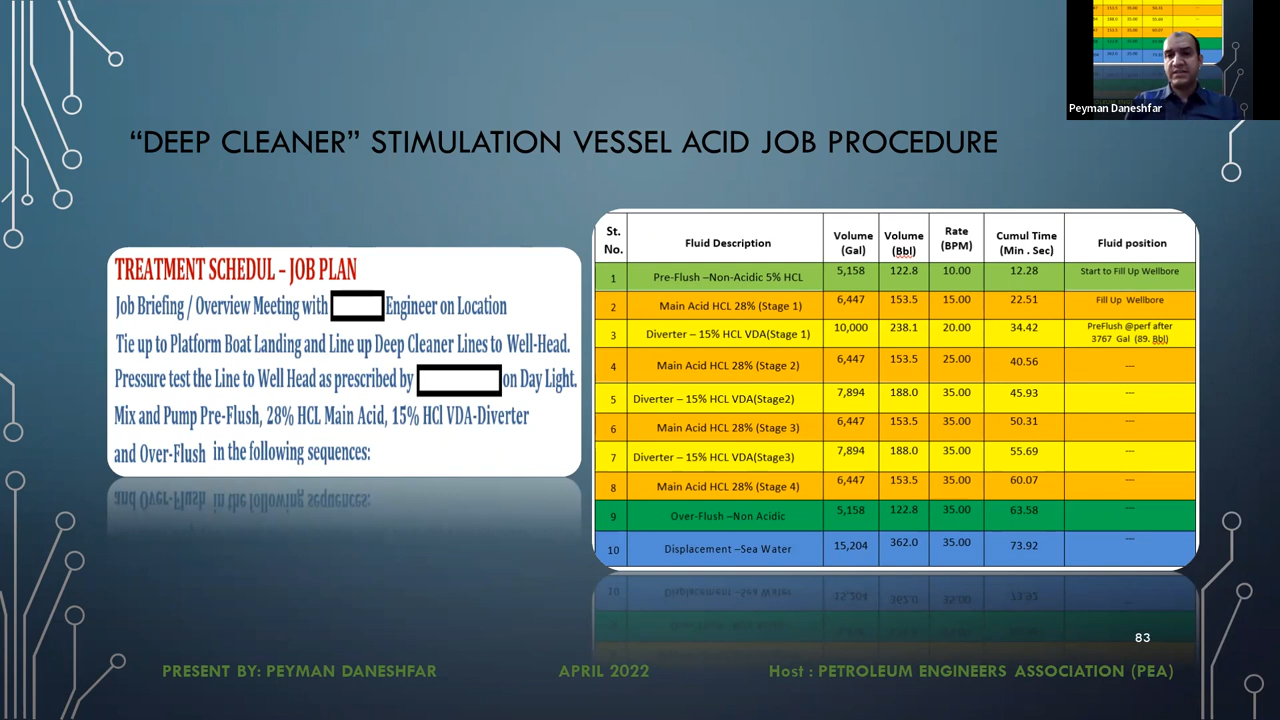 Peyman Daneshfar
“DEEP CLEANER” STIMULATION VESSEL ACID JOB PROCEDURE
TREATMENT SCHEDUL – JOB PLAN
Job Briefing / Overview Meeting with Engineer on Location
Tie up to Platform Boat Landing and Line up Deep Cleaner Lines to Well-Head.
Pressure test the Line to Well Head as prescribed by on Day Light.
Mix and Pump Pre-Flush, 28% HCL Main Acid, 15% HCl VDA-Diverter
and Over-Flush in the following sequences:
St. No. Fluid Description Volume (Gal) Volume (Bbl) Rate (BPM) Cumul Time (Min . Sec) Fluid position
1 Pre-Flush –Non-Acidic 5% HCL 5,158 122.8 10.00 12.28 Start to Fill Up Wellbore
2 Main Acid HCL 28% (Stage 1) 6,447 153.5 15.00 22.51 Fill Up Wellbore
3 Diverter – 15% HCL VDA(Stage 1) 10,000 238.1 20.00 34.42 PreFlush @perf after 3767 Gal (89. Bbl)
4 Main Acid HCL 28% (Stage 2) 6,447 153.5 25.00 40.56 ---
5 Diverter – 15% HCL VDA(Stage2) 7,894 188.0 35.00 45.93 ---
6 Main Acid HCL 28% (Stage 3) 6,447 153.5 35.00 50.31 ---
7 Diverter – 15% HCL VDA(Stage3) 7,894 188.0 35.00 55.69 ---
8 Main Acid HCL 28% (Stage 4) 6,447 153.5 35.00 60.07 ---
9 Over-Flush –Non Acidic 5,158 122.8 35.00 63.58 ---
10 Displacement –Sea Water 15,204 362.0 35.00 73.92 ---
83
PRESENT BY: PEYMAN DANESHFAR APRIL 2022 Host : PETROLEUM ENGINEERS ASSOCIATION (PEA)